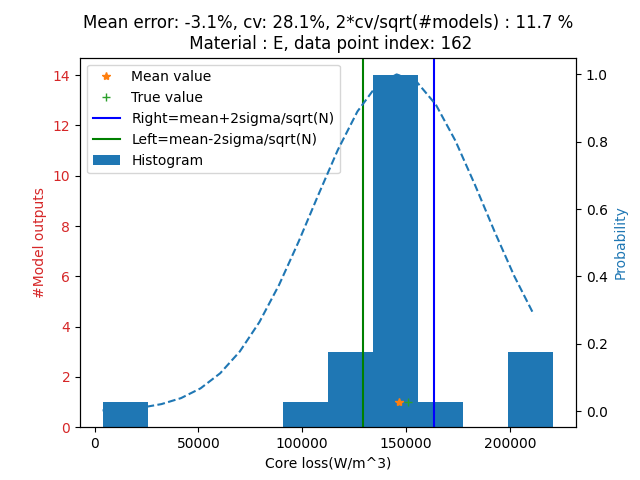 Mean error: -3.1%, cv: 28.1%, 2*cv/sqrt(#models) : 11.7 %
Material : E, data point index: 162
Mean value
True value
Right=mean+2sigma/sqrt(N)
Left=mean-2sigma/sqrt(N)
Histogram
#Model outputs
14
12
10
8
6
4
2
0
1.0
0.8
0.6
0.4
0.2
0.0
Probability
0
50000
100000
150000
200000
Core loss(W/m^3)